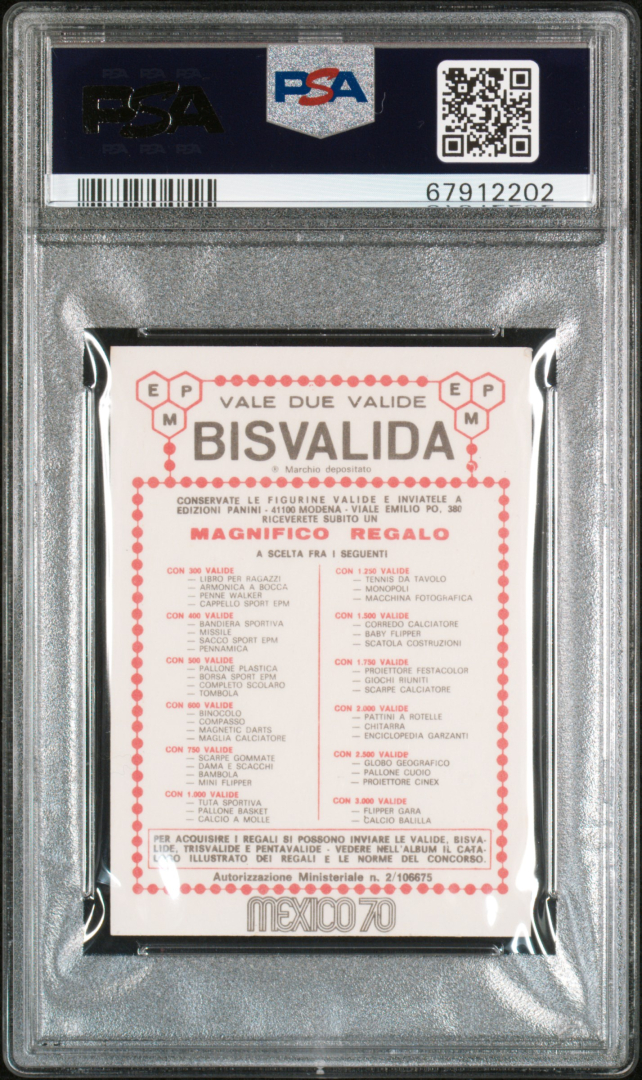 PSA
PSA
67912202
E P M
E P M
VALE DUE VALIDE
BISVALIDA
® Marchio depositato
CONSERVATE LE FIGURINE VALIDE E INVIATELE A
EDIZIONI PANINI - 41100 MODENA - VIALE EMILIO PO. 380
RICEVERETE SUBITO UN
MAGNIFICO REGALO
A SCELTA FRA I SEGUENTI
CON 300 VALIDE
— LIBRO PER RAGAZZI
— ARMONICA A BOCCA
— PENNE WALKER
— CAPPELLO SPORT EPM
CON 400 VALIDE
— BANDIERA SPORTIVA
— MISSILE
— SACCO SPORT EPM
— PENNAMICA
CON 500 VALIDE
— PALLONE PLASTICA
— BORSA SPORT EPM
— COMPLETO SCOLARO
— TOMBOLA
CON 600 VALIDE
— BINOCOLO
— COMPASSO
— MAGNETIC DARTS
— MAGLIA CALCIATORE
CON 750 VALIDE
— SCARPE GOMMATE
— DAMA E SCACCHI
— BAMBOLA
— MINI FLIPPER
CON 1.000 VALIDE
— TUTA SPORTIVA
— PALLONE BASKET
— CALCIO A MOLLE
CON 1.250 VALIDE
— TENNIS DA TAVOLO
— MONOPOLI
— MACCHINA FOTOGRAFICA
CON 1.500 VALIDE
— CORREDO CALCIATORE
— BABY FLIPPER
— SCATOLA COSTRUZIONI
CON 1.750 VALIDE
— PROIETTORE FESTACOLOR
— GIOCHI RIUNITI
— SCARPE CALCIATORE
CON 2.000 VALIDE
— PATTINI A ROTELLE
— CHITARRA
— ENCICLOPEDIA GARZANTI
CON 2.500 VALIDE
— GLOBO GEOGRAFICO
— PALLONE CUOIO
— PROIETTORE CINEX
CON 3.000 VALIDE
— FLIPPER GARA
— CALCIO BALILLA
PER ACQUISIRE I REGALI SI POSSONO INVIARE LE VALIDE, BISVA-
LIDE, TRISVALIDE E PENTAVALIDE - VEDERE NELL'ALBUM IL CATA-
LOGO ILLUSTRATO DEI REGALI E LE NORME DEL CONCORSO.
Autorizzazione Ministeriale n. 2/106675
MEXICO 70